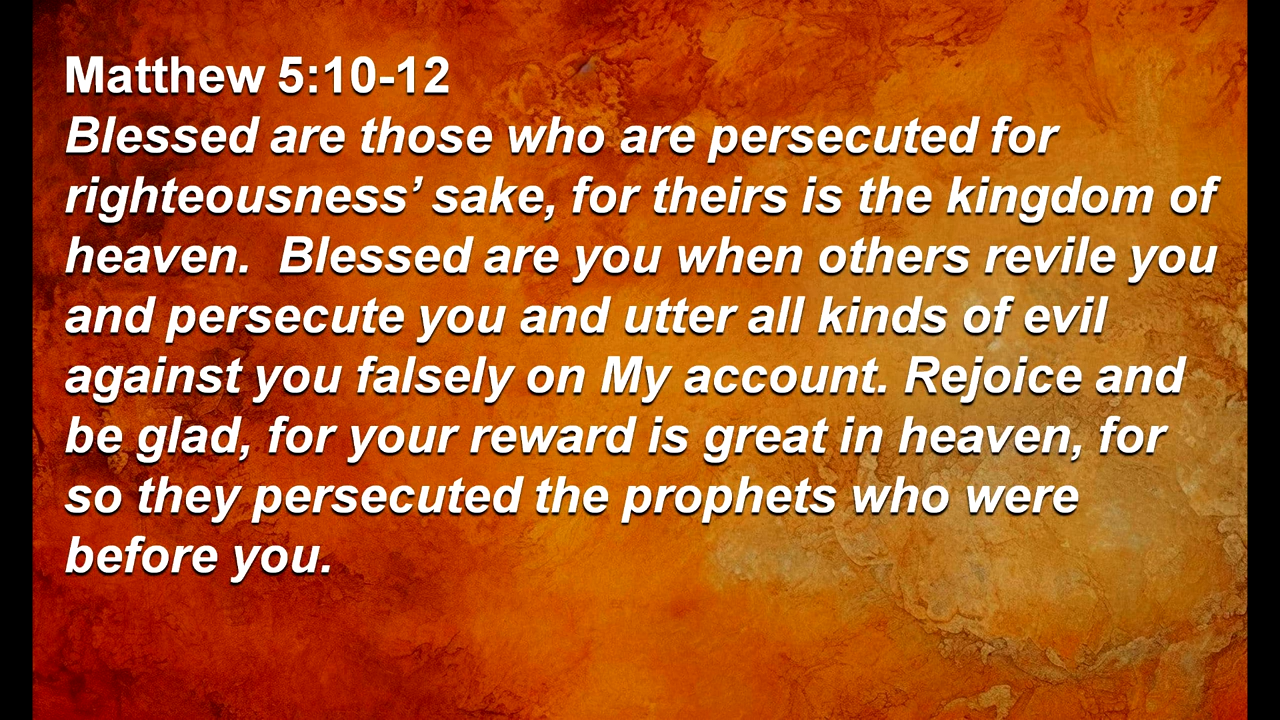 Matthew 5:10-12
Blessed are those who are persecuted for
righteousness’ sake, for theirs is the kingdom of
heaven.  Blessed are you when others revile you
and persecute you and utter all kinds of evil
against you falsely on My account. Rejoice and
be glad, for your reward is great in heaven, for
so they persecuted the prophets who were
before you.